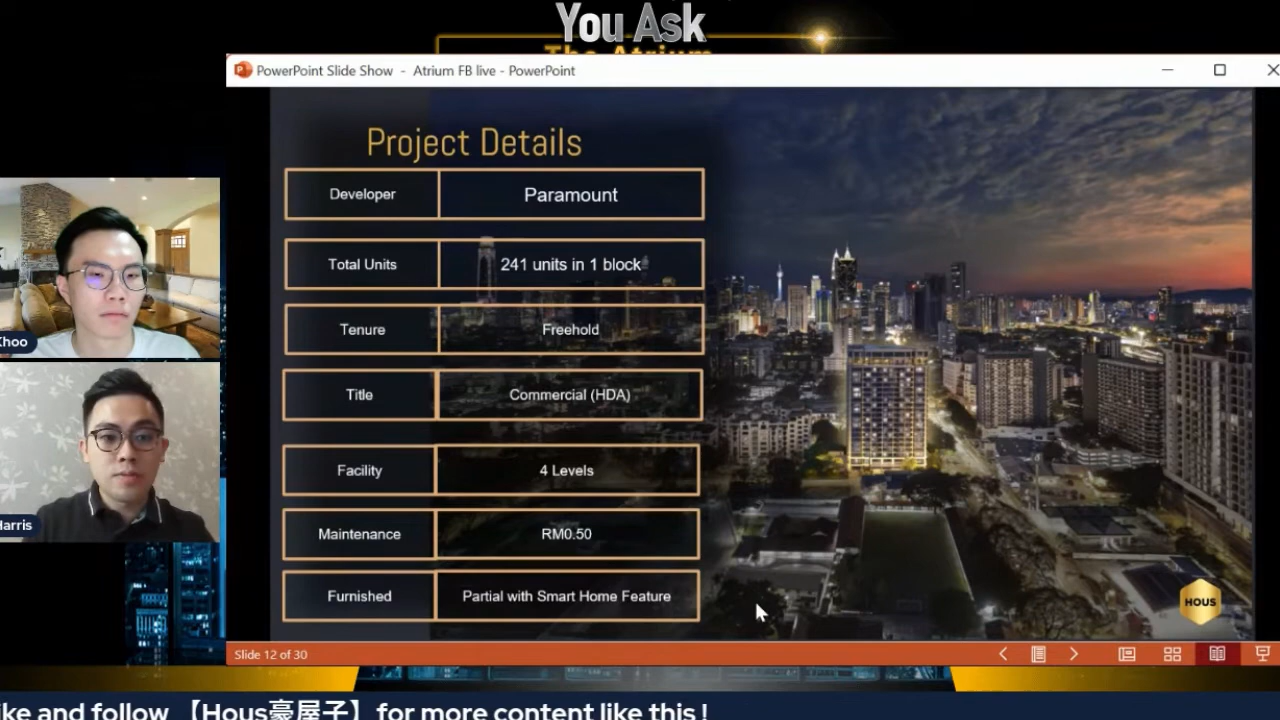 You Ask
The Atrium
PowerPoint Slide Show - Atrium FB live - PowerPoint
Project Details
Developer Paramount
Total Units 241 units in 1 block
Tenure Freehold
Title Commercial (HDA)
Facility 4 Levels
Maintenance RM0.50
Furnished Partial with Smart Home Feature
Khoo
Harris
HOUS
Slide 12 of 30
ike and follow 【Hous豪屋子】 for more content like this !